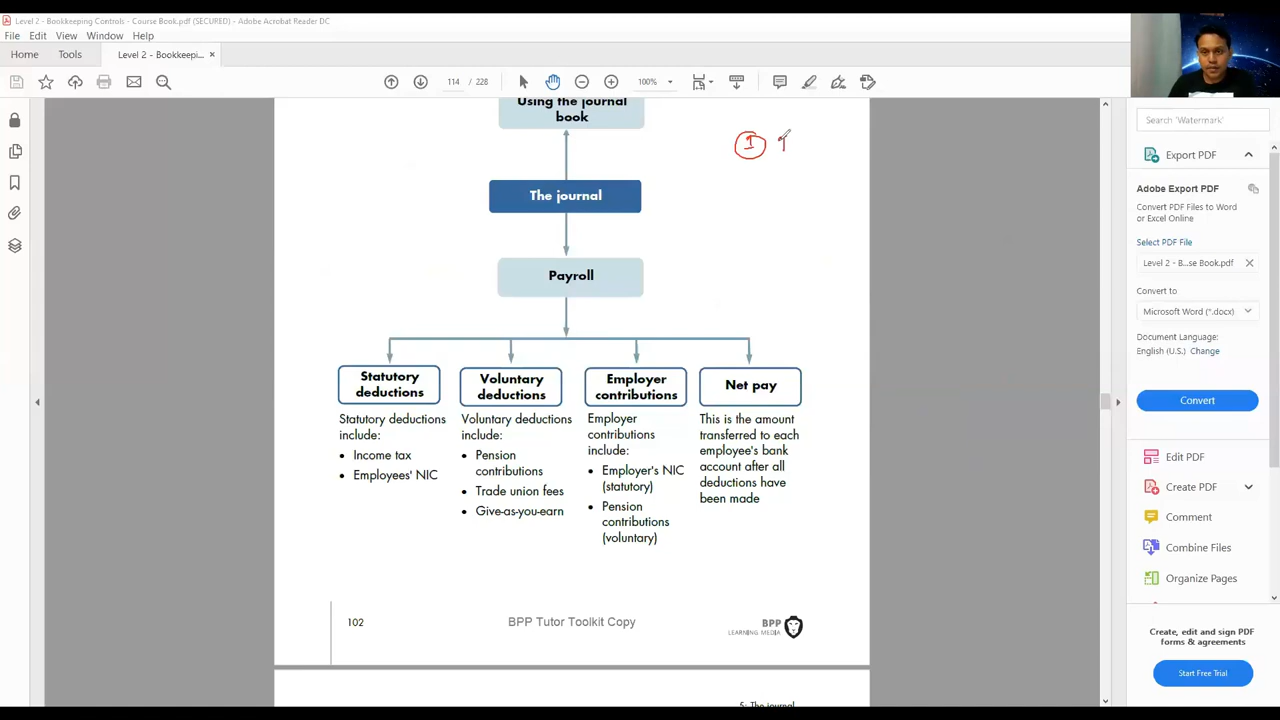 Level 2 - Bookkeeping Controls - Course Book.pdf (SECURED) - Adobe Acrobat Reader DC
File Edit View Window Help
Home Tools Level 2 - Bookkeepi... ×
114 / 228 100%
Using the journal
book
The journal
Payroll
Statutory
deductions
Statutory deductions
include:
• Income tax
• Employees' NIC
Voluntary
deductions
Voluntary deductions
include:
• Pension
contributions
• Trade union fees
• Give-as-you-earn
Employer
contributions
Employer
contributions
include:
• Employer's NIC
(statutory)
• Pension
contributions
(voluntary)
Net pay
This is the amount
transferred to each
employee's bank
account after all
deductions have
been made
102 BPP Tutor Toolkit Copy BPP
LEARNING MEDIA
5: The journal
Search 'Watermark'
Export PDF
Adobe Export PDF
Convert PDF Files to Word
or Excel Online
Select PDF File
Level 2 - B...se Book.pdf
Convert to
Microsoft Word (*.docx)
Document Language:
English (U.S.) Change
Convert
Edit PDF
Create PDF
Comment
Combine Files
Organize Pages
Create, edit and sign PDF
forms & agreements
Start Free Trial